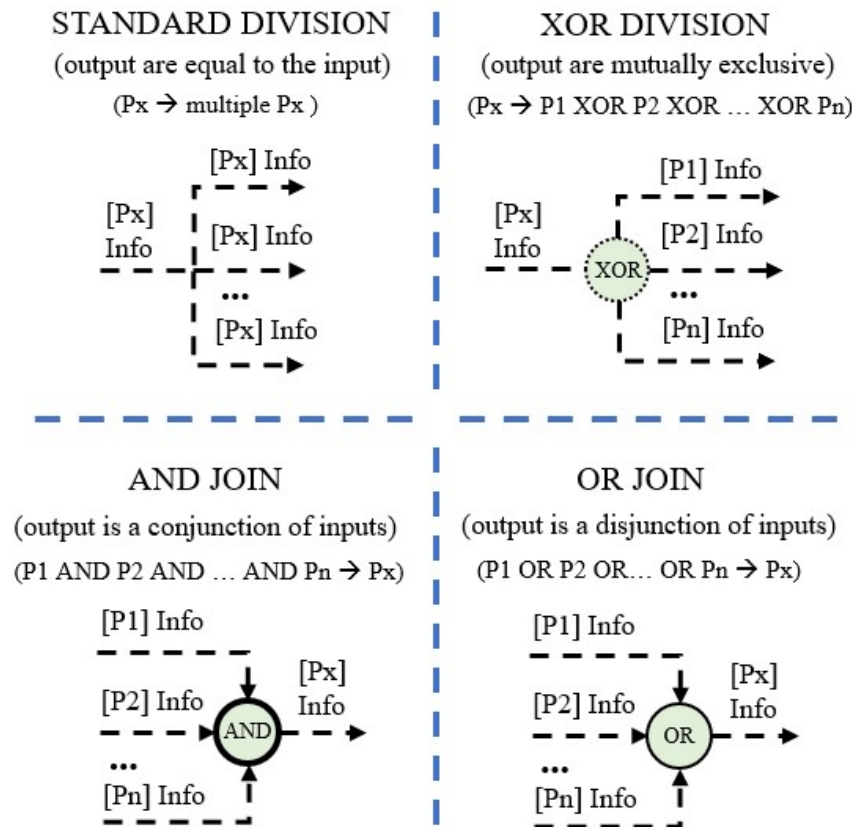 STANDARD DIVISION
(output are equal to the input)
(Px → multiple Px )
[Px] Info
[Px]
Info
[Px] Info
...
[Px] Info
XOR DIVISION
(output are mutually exclusive)
(Px → P1 XOR P2 XOR … XOR Pn)
[P1] Info
[Px]
Info
[P2] Info
XOR
...
[Pn] Info
AND JOIN
(output is a conjunction of inputs)
(P1 AND P2 AND … AND Pn → Px)
[P1] Info
[P2] Info
[Px]
Info
AND
...
[Pn] Info
OR JOIN
(output is a disjunction of inputs)
(P1 OR P2 OR… OR Pn → Px)
[P1] Info
[P2] Info
[Px]
Info
OR
...
[Pn] Info